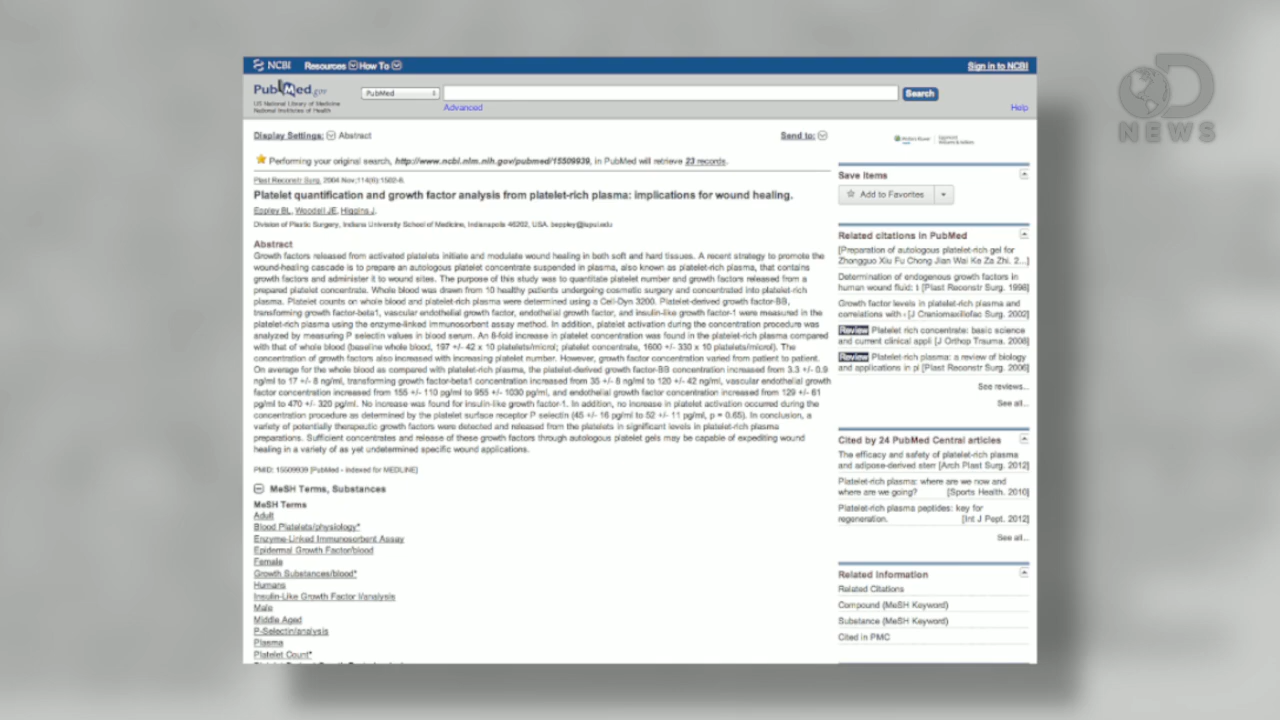 NCBI Resources How To Sign in to NCBI
PubMed.gov
US National Library of Medicine
National Institutes of Health
PubMed
Search
Advanced
Help
Display Settings: Abstract
Send to:
Performing your original search, http://www.ncbi.nlm.nih.gov/pubmed/15509939, in PubMed will retrieve 23 records.
Plast Reconstr Surg. 2004 Nov;114(6):1502-8.
Platelet quantification and growth factor analysis from platelet-rich plasma: implications for wound healing.
Eppley BL, Woodell JE, Higgins J.
Division of Plastic Surgery, Indiana University School of Medicine, Indianapolis 46202, USA. beppley@iupui.edu
Abstract
Growth factors released from activated platelets initiate and modulate wound healing in both soft and hard tissues. A recent strategy to promote the
wound-healing cascade is to prepare an autologous platelet concentrate suspended in plasma, also known as platelet-rich plasma, that contains
growth factors and administer it to wound sites. The purpose of this study was to quantitate platelet number and growth factors released from a
prepared platelet concentrate. Whole blood was drawn from 10 healthy patients undergoing cosmetic surgery and concentrated into platelet-rich
plasma. Platelet counts on whole blood and platelet-rich plasma were determined using a Cell-Dyn 3200. Platelet-derived growth factor-BB,
transforming growth factor-beta1, vascular endothelial growth factor, endothelial growth factor, and insulin-like growth factor-1 were measured in the
platelet-rich plasma using the enzyme-linked immunosorbent assay method. In addition, platelet activation during the concentration procedure was
analyzed by measuring P selectin values in blood serum. An 8-fold increase in platelet concentration was found in the platelet-rich plasma compared
with that of whole blood (baseline whole blood, 197 +/- 42 x 10 platelets/microl; platelet concentrate, 1600 +/- 330 x 10 platelets/microl). The
concentration of growth factors also increased with increasing platelet number. However, growth factor concentration varied from patient to patient.
On average for the whole blood as compared with platelet-rich plasma, the platelet-derived growth factor-BB concentration increased from 3.3 +/- 0.9
ng/ml to 17 +/- 8 ng/ml, transforming growth factor-beta1 concentration increased from 35 +/- 8 ng/ml to 120 +/- 42 ng/ml, vascular endothelial growth
factor concentration increased from 155 +/- 110 pg/ml to 955 +/- 1030 pg/ml, and endothelial growth factor concentration increased from 129 +/- 61
pg/ml to 470 +/- 320 pg/ml. No increase was found for insulin-like growth factor-1. In addition, no increase in platelet activation occurred during the
concentration procedure as determined by the platelet surface receptor P selectin (45 +/- 16 pg/ml to 52 +/- 11 pg/ml, p = 0.65). In conclusion, a
variety of potentially therapeutic growth factors were detected and released from the platelets in significant levels in platelet-rich plasma
preparations. Sufficient concentrates and release of these growth factors through autologous platelet gels may be capable of expediting wound
healing in a variety of as yet undetermined specific wound applications.
PMID: 15509939 [PubMed - indexed for MEDLINE]
MeSH Terms, Substances
MeSH Terms
Adult
Blood Platelets/physiology*
Enzyme-Linked Immunosorbent Assay
Epidermal Growth Factor/blood
Female
Growth Substances/blood*
Humans
Insulin-Like Growth Factor I/analysis
Male
Middle Aged
P-Selectin/analysis
Plasma
Platelet Count*
Save items
Add to Favorites
Related citations in PubMed
[Preparation of autologous platelet-rich gel for
Zhongguo Xiu Fu Chong Jian Wai Ke Za Zhi. 2...]
Determination of endogenous growth factors in
human wound fluid: t [Plast Reconstr Surg. 1998]
Growth factor levels in platelet-rich plasma and
correlations with [J Craniomaxillofac Surg. 2002]
Review Platelet rich concentrate: basic science
and current clinical appl [J Orthop Trauma. 2008]
Review Platelet-rich plasma: a review of biology
and applications in pl [Plast Reconstr Surg. 2006]
See reviews...
See all...
Cited by 24 PubMed Central articles
The efficacy and safety of platelet-rich plasma
and adipose-derived stem [Arch Plast Surg. 2012]
Platelet-rich plasma: where are we now and
where are we going? [Sports Health. 2010]
Platelet-rich plasma peptides: key for
regeneration. [Int J Pept. 2012]
See all...
Related information
Related Citations
Compound (MeSH Keyword)
Substance (MeSH Keyword)
Cited in PMC
D
NEWS